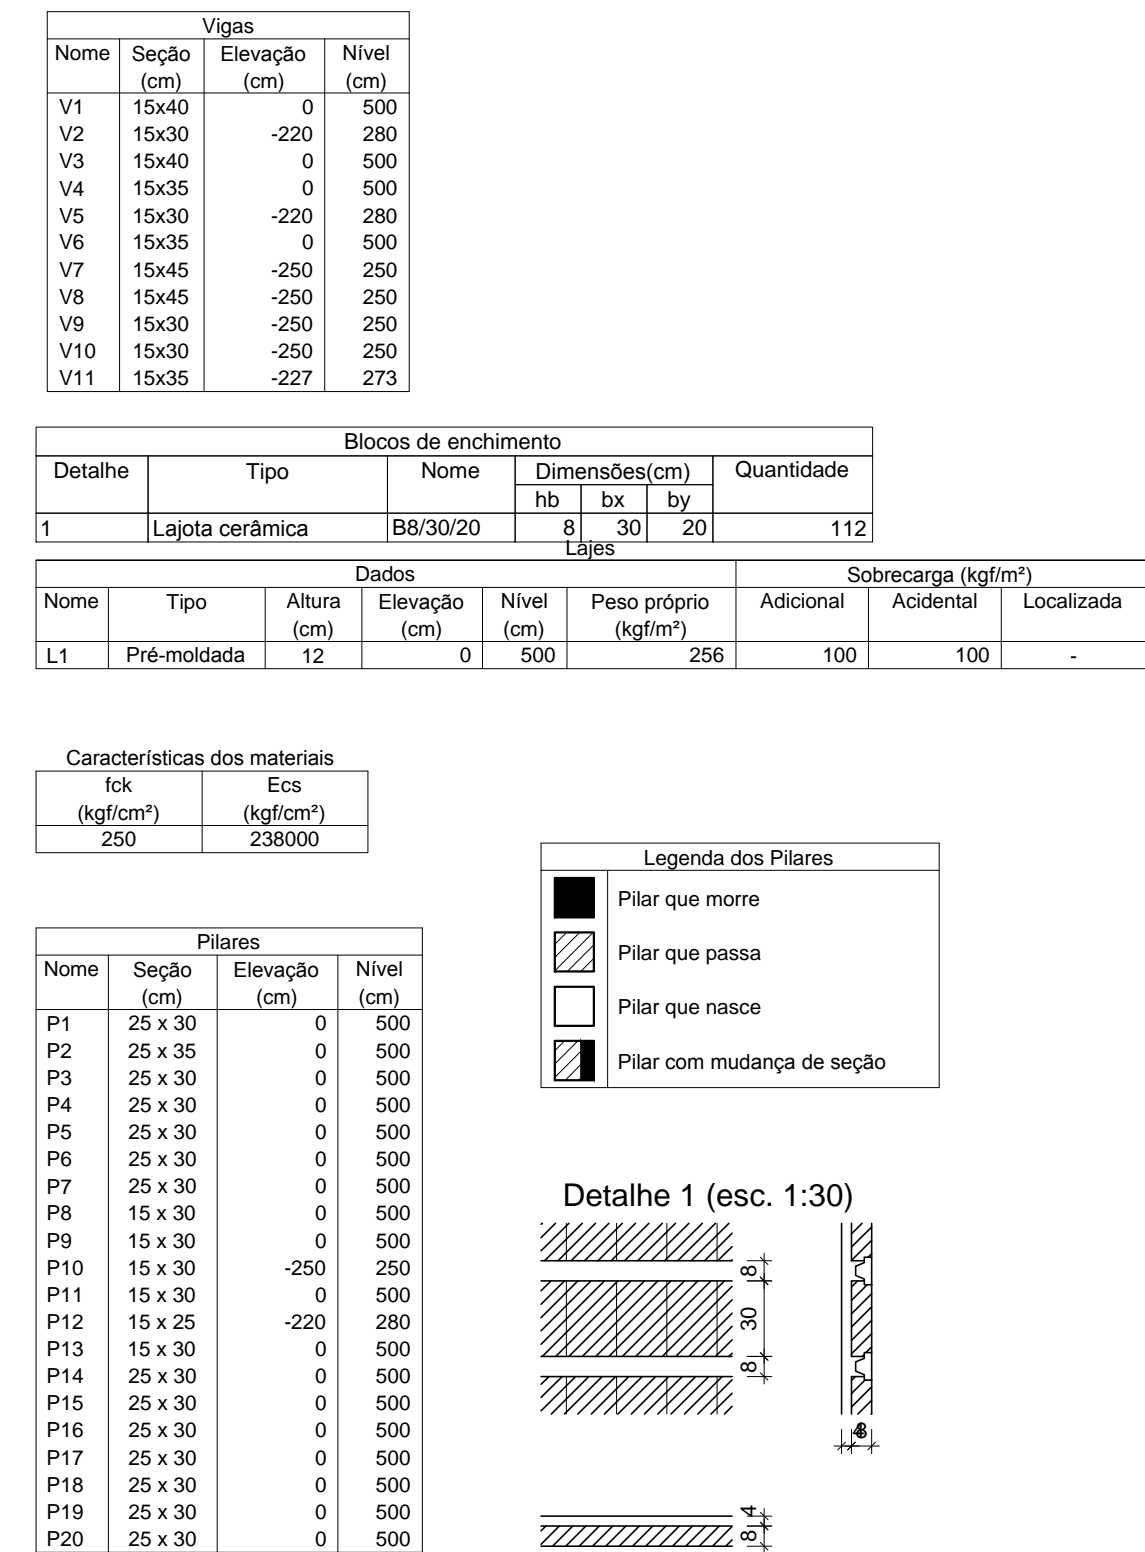 Vigas
Nome Seção Elevação Nível
(cm) (cm) (cm)
V1 15x40 0 500
V2 15x30 -220 280
V3 15x40 0 500
V4 15x35 0 500
V5 15x30 -220 280
V6 15x35 0 500
V7 15x45 -250 250
V8 15x45 -250 250
V9 15x30 -250 250
V10 15x30 -250 250
V11 15x35 -227 273
Blocos de enchimento
Detalhe Tipo Nome Dimensões(cm) Quantidade
hb bx by
1 Lajota cerâmica B8/30/20 8 30 20 112
Lajes
Dados Sobrecarga (kgf/m²)
Nome Tipo Altura Elevação Nível Peso próprio Adicional Acidental Localizada
(cm) (cm) (cm) (kgf/m²)
L1 Pré-moldada 12 0 500 256 100 100 -
Características dos materiais
fck Ecs
(kgf/cm²) (kgf/cm²)
250 238000
Legenda dos Pilares
Pilar que morre
Pilar que passa
Pilar que nasce
Pilar com mudança de seção
Pilares
Nome Seção Elevação Nível
(cm) (cm) (cm)
P1 25 x 30 0 500
P2 25 x 35 0 500
P3 25 x 30 0 500
P4 25 x 30 0 500
P5 25 x 30 0 500
P6 25 x 30 0 500
P7 25 x 30 0 500
P8 15 x 30 0 500
P9 15 x 30 0 500
P10 15 x 30 -250 250
P11 15 x 30 0 500
P12 15 x 25 -220 280
P13 15 x 30 0 500
P14 25 x 30 0 500
P15 25 x 30 0 500
P16 25 x 30 0 500
P17 25 x 30 0 500
P18 25 x 30 0 500
P19 25 x 30 0 500
P20 25 x 30 0 500
Detalhe 1 (esc. 1:30)
8
30
8
4 8
4
8